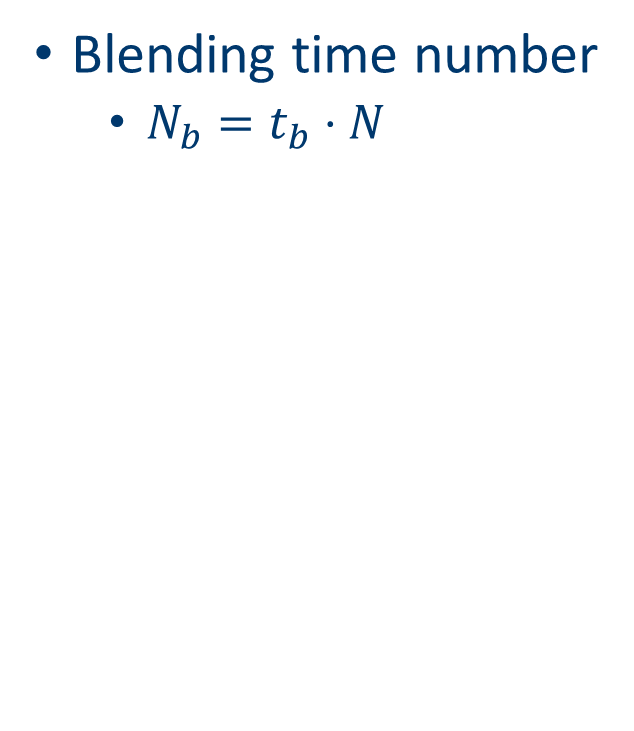 • Blending time number
• N_b = t_b · N